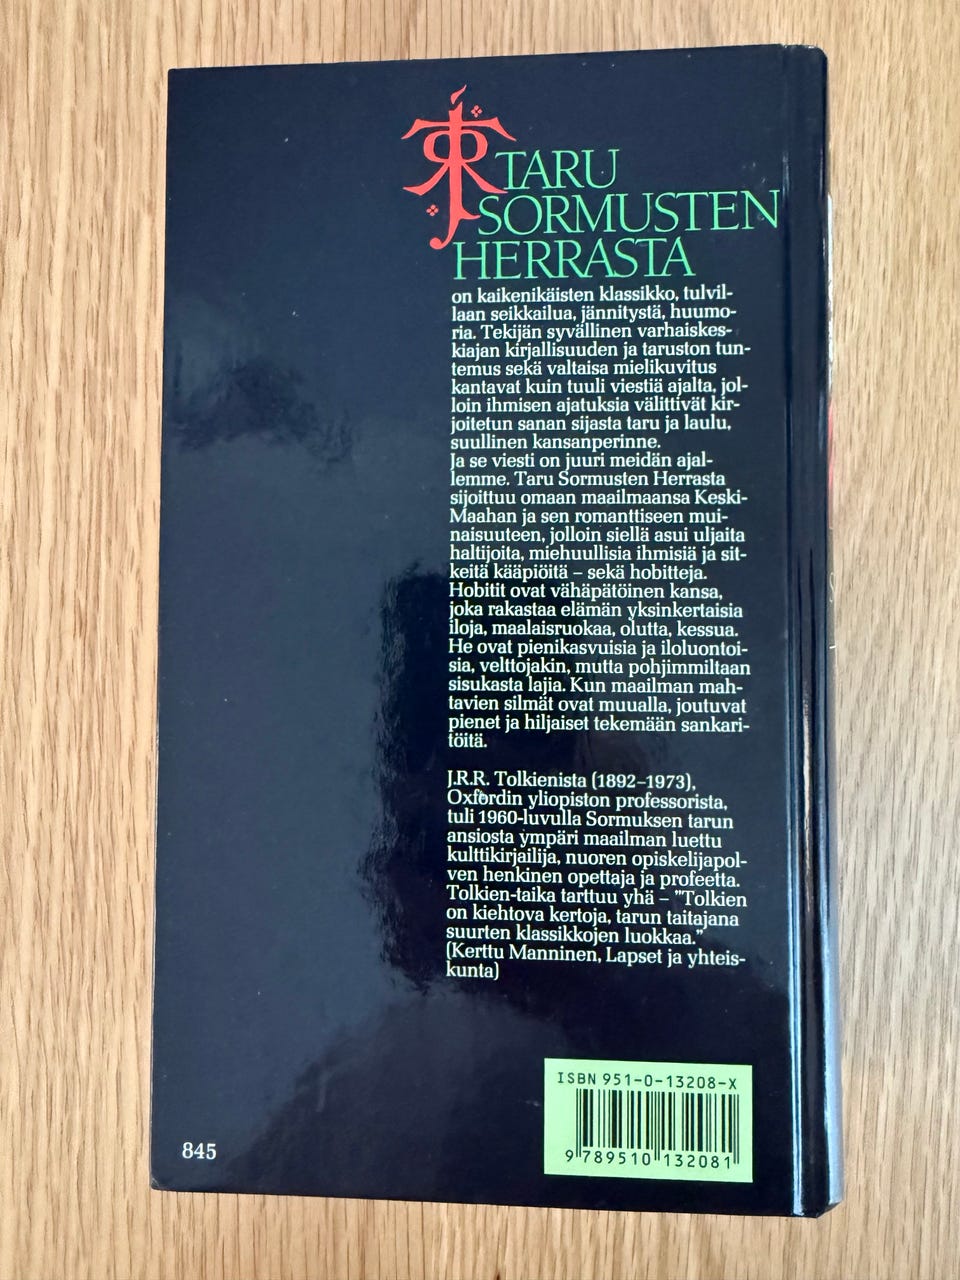 TARU
SORMUSTEN
HERRASTA
on kaikenikäisten klassikko, tulvil-
laan seikkailua, jännitystä, huumo-
ria. Tekijän syvällinen varhaiskes-
kiajan kirjallisuuden ja taruston tun-
temus sekä valtaisa mielikuvitus
kantavat kuin tuuli viestiä ajalta, jol-
loin ihmisen ajatuksia välittivät kir-
joitetun sanan sijasta taru ja laulu,
suullinen kansanperinne.
Ja se viesti on juuri meidän ajal-
lemme. Taru Sormusten Herrasta
sijoittuu omaan maailmaansa Keski-
Maahan ja sen romanttiseen mui-
naisuuteen, jolloin siellä asui uljaita
haltijoita, miehuullisia ihmisiä ja sit-
keitä kääpiöitä – sekä hobitteja.
Hobitit ovat vähäpätöinen kansa,
joka rakastaa elämän yksinkertaisia
iloja, maalaisruokaa, olutta, kessua.
He ovat pienikasvuisia ja iloluontoi-
sia, velttojakin, mutta pohjimmiltaan
sisukasta lajia. Kun maailman mah-
tavien silmät ovat muualla, joutuvat
pienet ja hiljaiset tekemään sankari-
töitä.
J.R.R. Tolkienista (1892–1973),
Oxfordin yliopiston professorista,
tuli 1960-luvulla Sormuksen tarun
ansiosta ympäri maailman luettu
kulttikirjailija, nuoren opiskelijapol-
ven henkinen opettaja ja profeetta.
Tolkien-taika tarttuu yhä – ”Tolkien
on kiehtova kertoja, tarun taitajana
suurten klassikkojen luokkaa.”
(Kerttu Manninen, Lapset ja yhteis-
kunta)
ISBN 951-0-13208-X
9 789510 132081
845